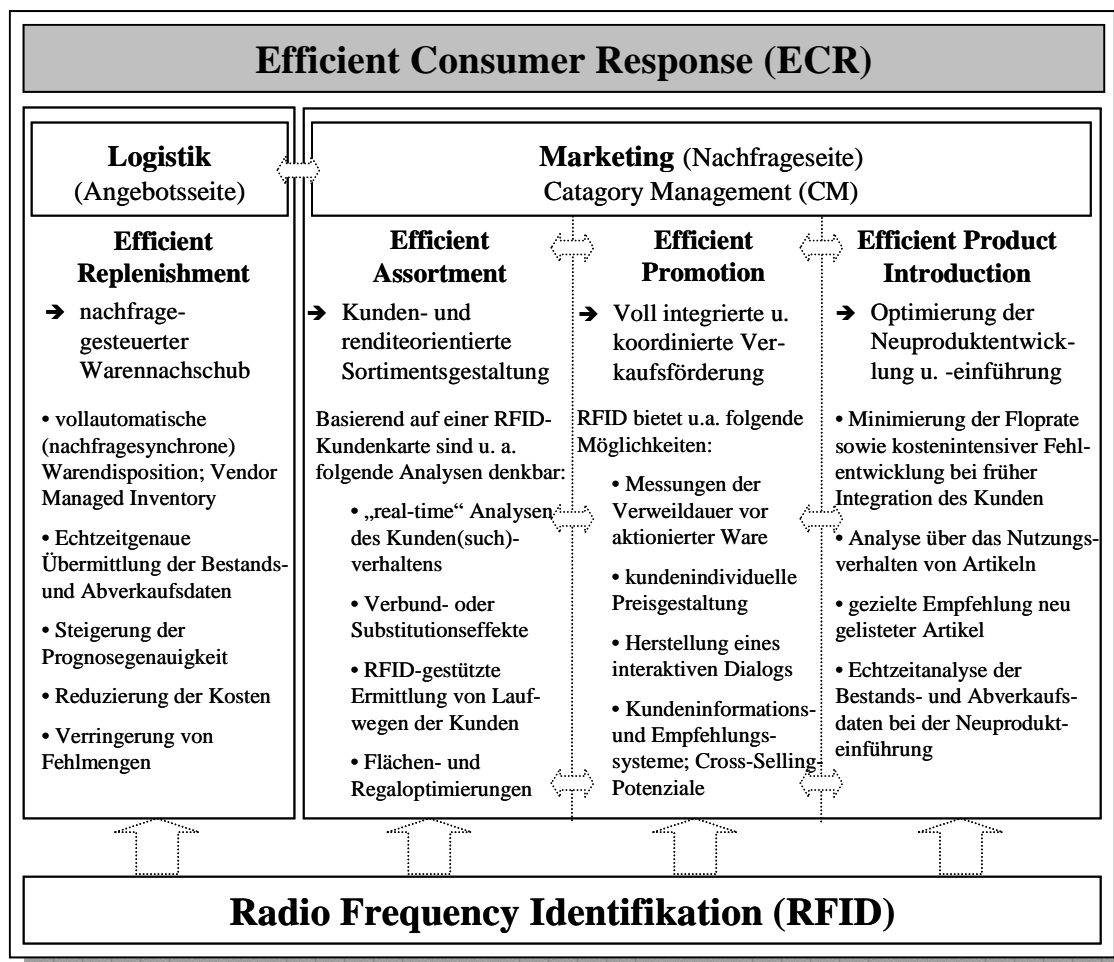 Efficient Consumer Response (ECR)
Logistik
(Angebotsseite)
Marketing (Nachfrageseite)
Catagory Management (CM)
Efficient
Replenishment
➔ nachfrage-
gesteuerter
Warennachschub
• vollautomatische
(nachfragesynchrone)
Warendisposition; Vendor
Managed Inventory
• Echtzeitgenaue
Übermittlung der Bestands-
und Abverkaufsdaten
• Steigerung der
Prognosegenauigkeit
• Reduzierung der Kosten
• Verringerung von
Fehlmengen
Efficient
Assortment
➔ Kunden- und
renditeorientierte
Sortimentsgestaltung
Basierend auf einer RFID-
Kundenkarte sind u. a.
folgende Analysen denkbar:
• „real-time“ Analysen
des Kunden(such)-
verhaltens
• Verbund- oder
Substitutionseffekte
• RFID-gestützte
Ermittlung von Lauf-
wegen der Kunden
• Flächen- und
Regaloptimierungen
Efficient
Promotion
➔ Voll integrierte u.
koordinierte Ver-
kaufsförderung
RFID bietet u.a. folgende
Möglichkeiten:
• Messungen der
Verweildauer vor
aktionierter Ware
• kundenindividuelle
Preisgestaltung
• Herstellung eines
interaktiven Dialogs
• Kundeninformations-
und Empfehlungs-
systeme; Cross-Selling-
Potenziale
Efficient Product
Introduction
➔ Optimierung der
Neuproduktentwick-
lung u. -einführung
• Minimierung der Floprate
sowie kostenintensiver Fehl-
entwicklung bei früher
Integration des Kunden
• Analyse über das Nutzungs-
verhalten von Artikeln
• gezielte Empfehlung neu
gelisteter Artikel
• Echtzeitanalyse der
Bestands- und Abverkaufs-
daten bei der Neuprodukt-
einführung
Radio Frequency Identifikation (RFID)